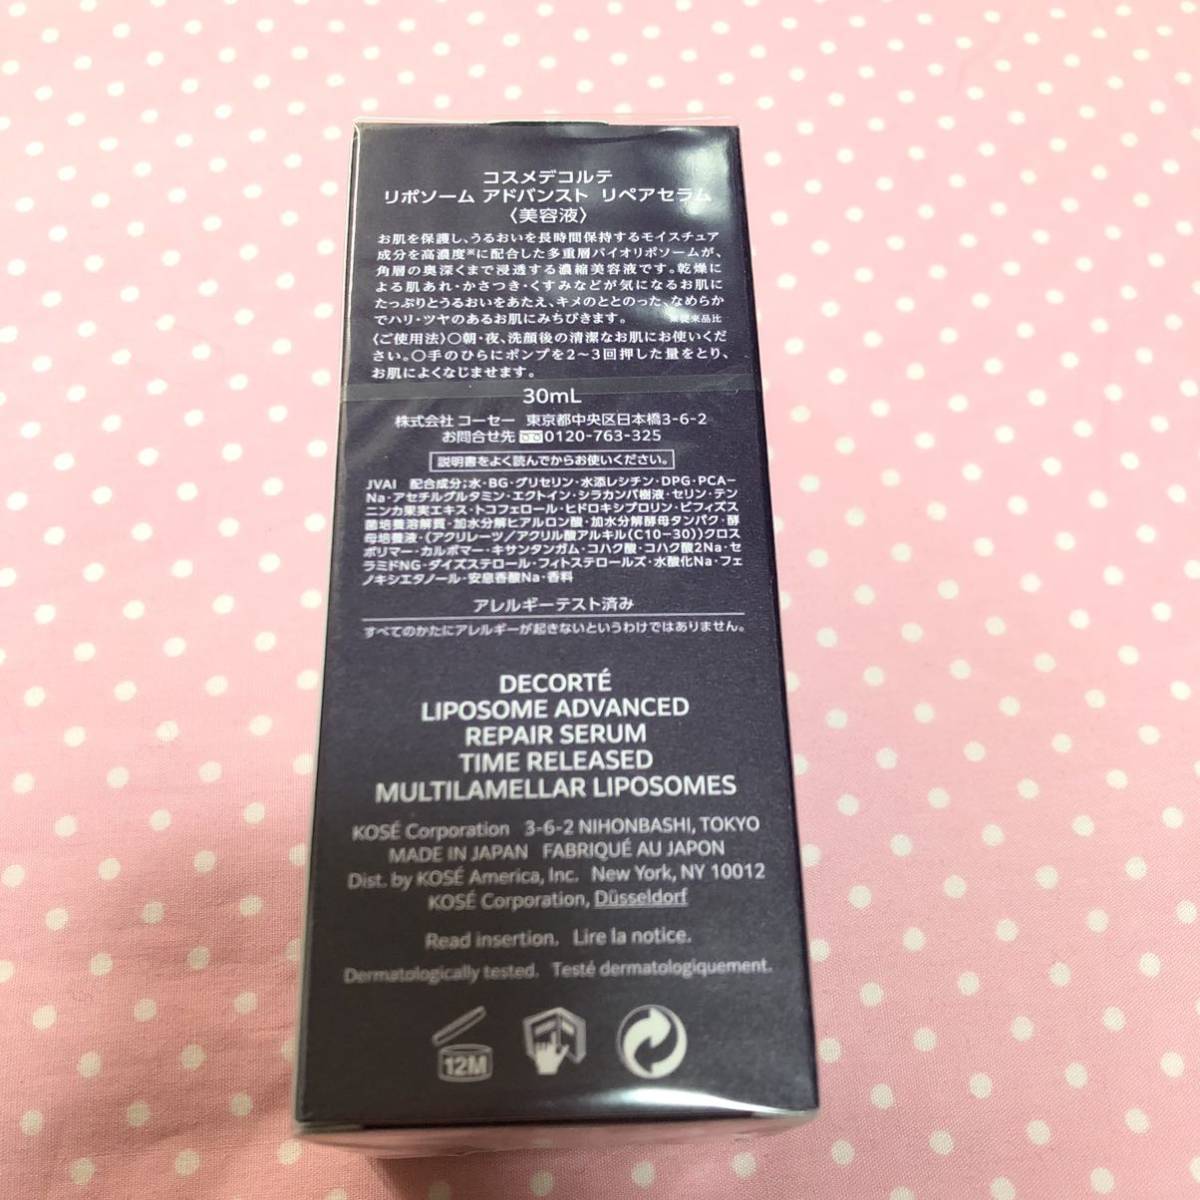 コスメデコルテ
リポソーム アドバンスト リペアセラム
〈美容液〉
お肌を保護し、うるおいを長時間保持するモイスチュア
成分を高濃度※に配合した多重層バイオリポソームが、
角層の奥深くまで浸透する濃縮美容液です。乾燥に
よる肌あれ・かさつき・くすみなどが気になるお肌に
たっぷりとうるおいをあたえ、キメのととのった、なめらか
でハリ・ツヤのあるお肌にみちびきます。 ※従来品比
〈ご使用法〉○朝・夜、洗顔後の清潔なお肌にお使いくだ
さい。○手のひらにポンプを2～3回押した量をとり、
お肌によくなじませます。
30mL
株式会社 コーセー 東京都中央区日本橋3-6-2
お問合せ先 0120-763-325
説明書をよく読んでからお使いください。
JVAI 配合成分;水・BG・グリセリン・水添レシチン・DPG・PCA-
Na・アセチルグルタミン・エクトイン・シラカンバ樹液・セリン・テン
ニンカ果実エキス・トコフェロール・ヒドロキシプロリン・ビフィズス
菌培養溶解質・加水分解ヒアルロン酸・加水分解酵母タンパク・酵
母培養液・(アクリレーツ/アクリル酸アルキル(C10-30))クロス
ポリマー・カルボマー・キサンタンガム・コハク酸・コハク酸2Na・セ
ラミドNG・ダイズステロール・フィトステロールズ・水酸化Na・フェ
ノキシエタノール・安息香酸Na・香料
アレルギーテスト済み
すべてのかたにアレルギーが起きないというわけではありません。
DECORTÉ
LIPOSOME ADVANCED
REPAIR SERUM
TIME RELEASED
MULTILAMELLAR LIPOSOMES
KOSÉ Corporation 3-6-2 NIHONBASHI, TOKYO
MADE IN JAPAN FABRIQUÉ AU JAPON
Dist. by KOSÉ America, Inc. New York, NY 10012
KOSÉ Corporation, Düsseldorf
Read insertion. Lire la notice.
Dermatologically tested. Testé dermatologiquement.
12M